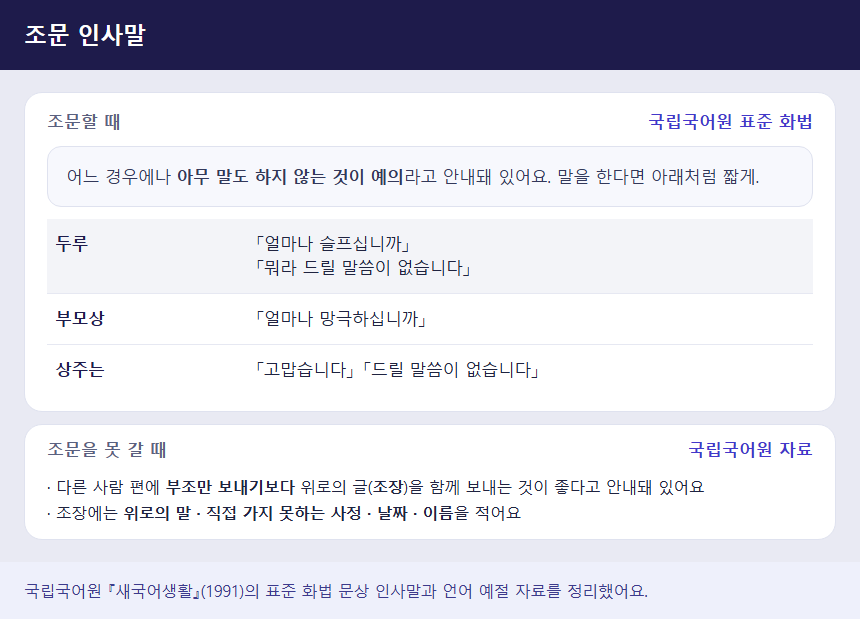 조문 인사말
조문할 때
국립국어원 표준 화법
어느 경우에나 아무 말도 하지 않는 것이 예의라고 안내돼 있어요. 말을 한다면 아래처럼 짧게.
두루
「얼마나 슬프십니까」
「뭐라 드릴 말씀이 없습니다」
부모상
「얼마나 망극하십니까」
상주는
「고맙습니다」「드릴 말씀이 없습니다」
조문을 못 갈 때
국립국어원 자료
· 다른 사람 편에 부조만 보내기보다 위로의 글(조장)을 함께 보내는 것이 좋다고 안내돼 있어요
· 조장에는 위로의 말 · 직접 가지 못하는 사정 · 날짜 · 이름을 적어요
국립국어원 『새국어생활』(1991)의 표준 화법 문상 인사말과 언어 예절 자료를 정리했어요.